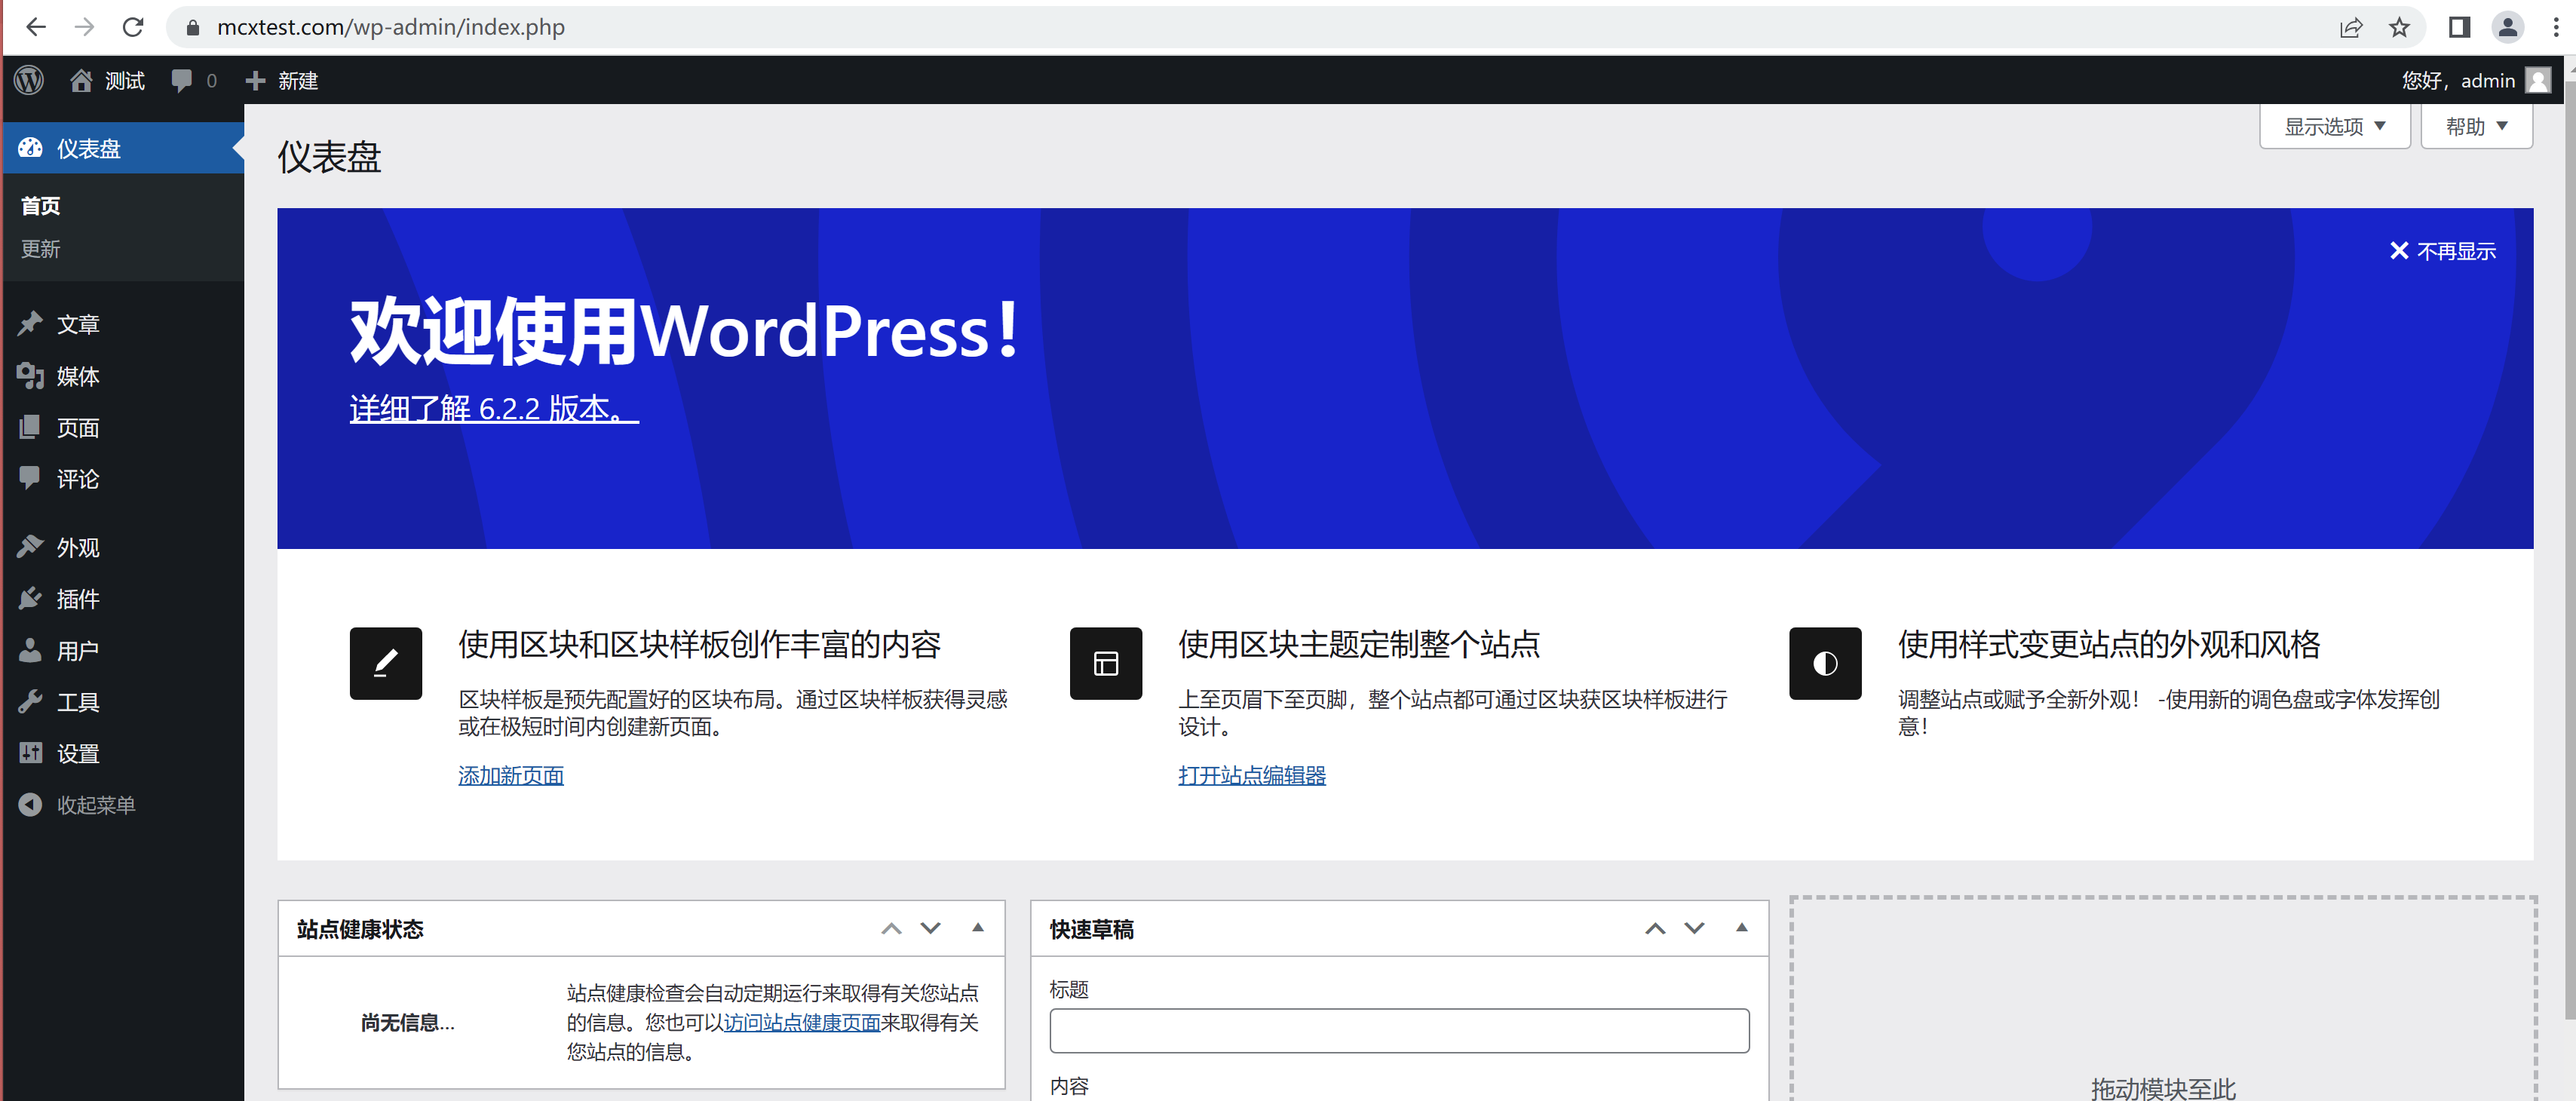 mcxtest.com/wp-admin/index.php
测试
0
新建
您好，admin
仪表盘
首页
更新
文章
媒体
页面
评论
外观
插件
用户
工具
设置
收起菜单
显示选项
帮助
仪表盘
不再显示
欢迎使用WordPress！
详细了解 6.2.2 版本。
使用区块和区块样板创作丰富的内容
区块样板是预先配置好的区块布局。通过区块样板获得灵感
或在极短时间内创建新页面。
添加新页面
使用区块主题定制整个站点
上至页眉下至页脚，整个站点都可通过区块获区块样板进行
设计。
打开站点编辑器
使用样式变更站点的外观和风格
调整站点或赋予全新外观！ -使用新的调色盘或字体发挥创
意！
站点健康状态
尚无信息...
站点健康检查会自动定期运行来取得有关您站点
的信息。您也可以访问站点健康页面来取得有关
您站点的信息。
快速草稿
标题
内容
拖动模块至此